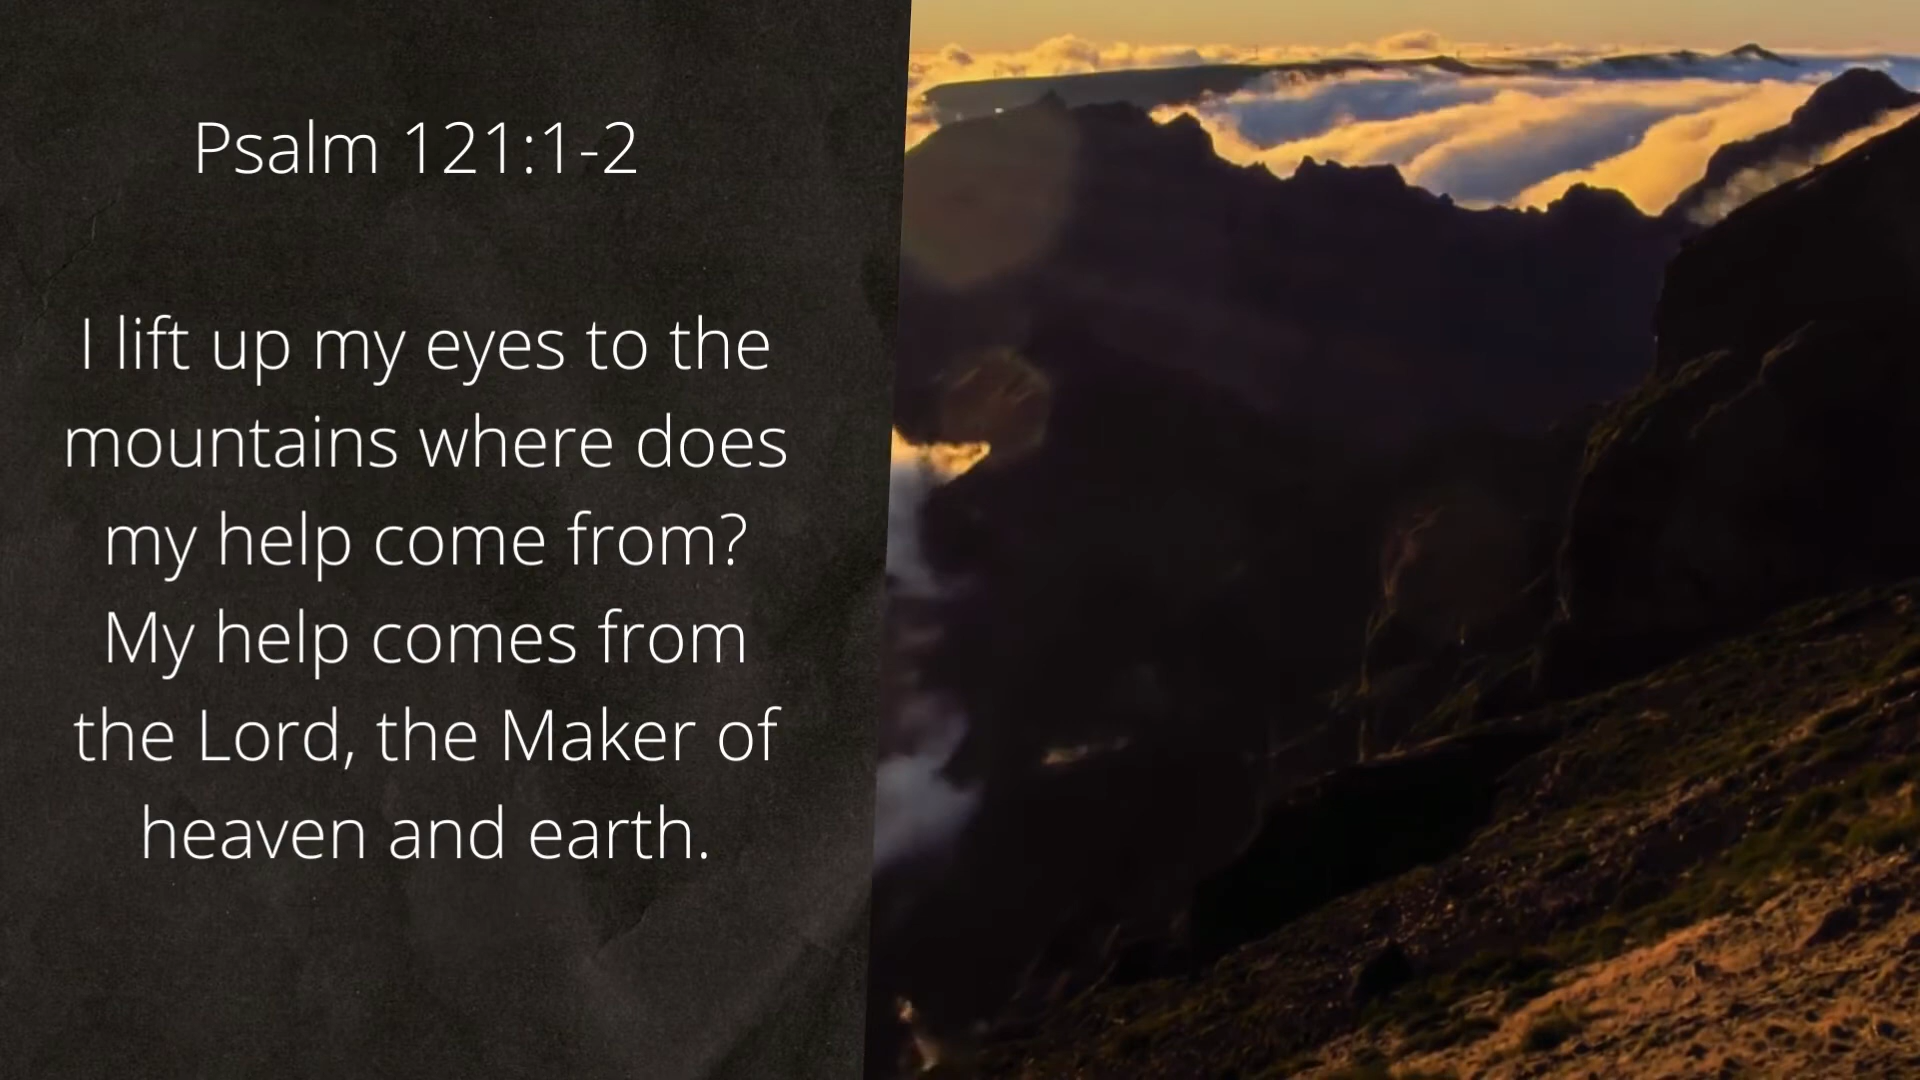 Psalm 121:1-2
I lift up my eyes to the
mountains where does
my help come from?
My help comes from
the Lord, the Maker of
heaven and earth.